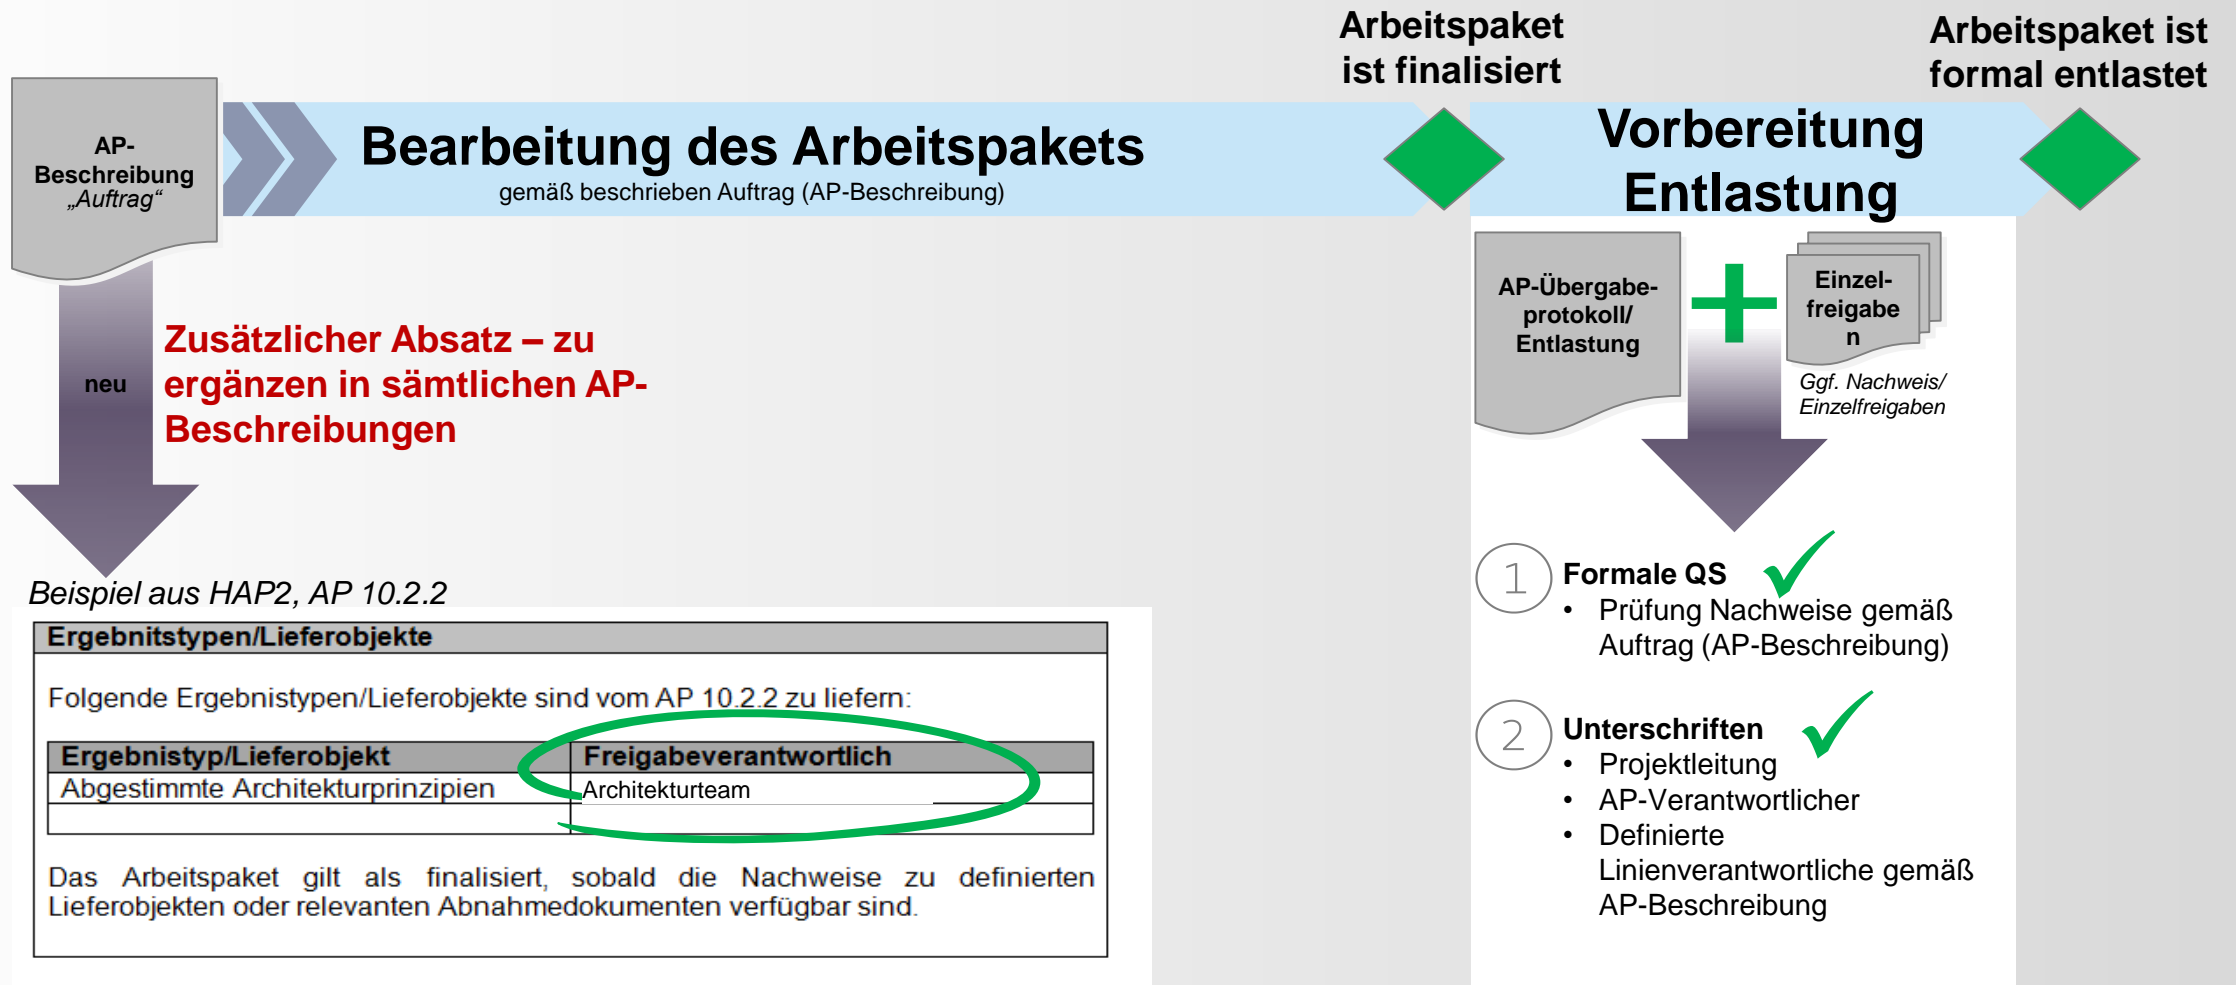 Arbeitspaket
ist finalisiert
Arbeitspaket ist
formal entlastet
AP-
Beschreibung
„Auftrag“
Bearbeitung des Arbeitspakets
gemäß beschrieben Auftrag (AP-Beschreibung)
Vorbereitung
Entlastung
neu
Zusätzlicher Absatz – zu
ergänzen in sämtlichen AP-
Beschreibungen
AP-Übergabe-
protokoll/
Entlastung
Einzel-
freigabe
n
Ggf. Nachweis/
Einzelfreigaben
Beispiel aus HAP2, AP 10.2.2
Ergebnitstypen/Lieferobjekte
Folgende Ergebnistypen/Lieferobjekte sind vom AP 10.2.2 zu liefern:
Ergebnistyp/Lieferobjekt Freigabeverantwortlich
Abgestimmte Architekturprinzipien Architekturteam
Das Arbeitspaket gilt als finalisiert, sobald die Nachweise zu definierten
Lieferobjekten oder relevanten Abnahmedokumenten verfügbar sind.
1 Formale QS
• Prüfung Nachweise gemäß
Auftrag (AP-Beschreibung)
2 Unterschriften
• Projektleitung
• AP-Verantwortlicher
• Definierte
Linienverantwortliche gemäß
AP-Beschreibung